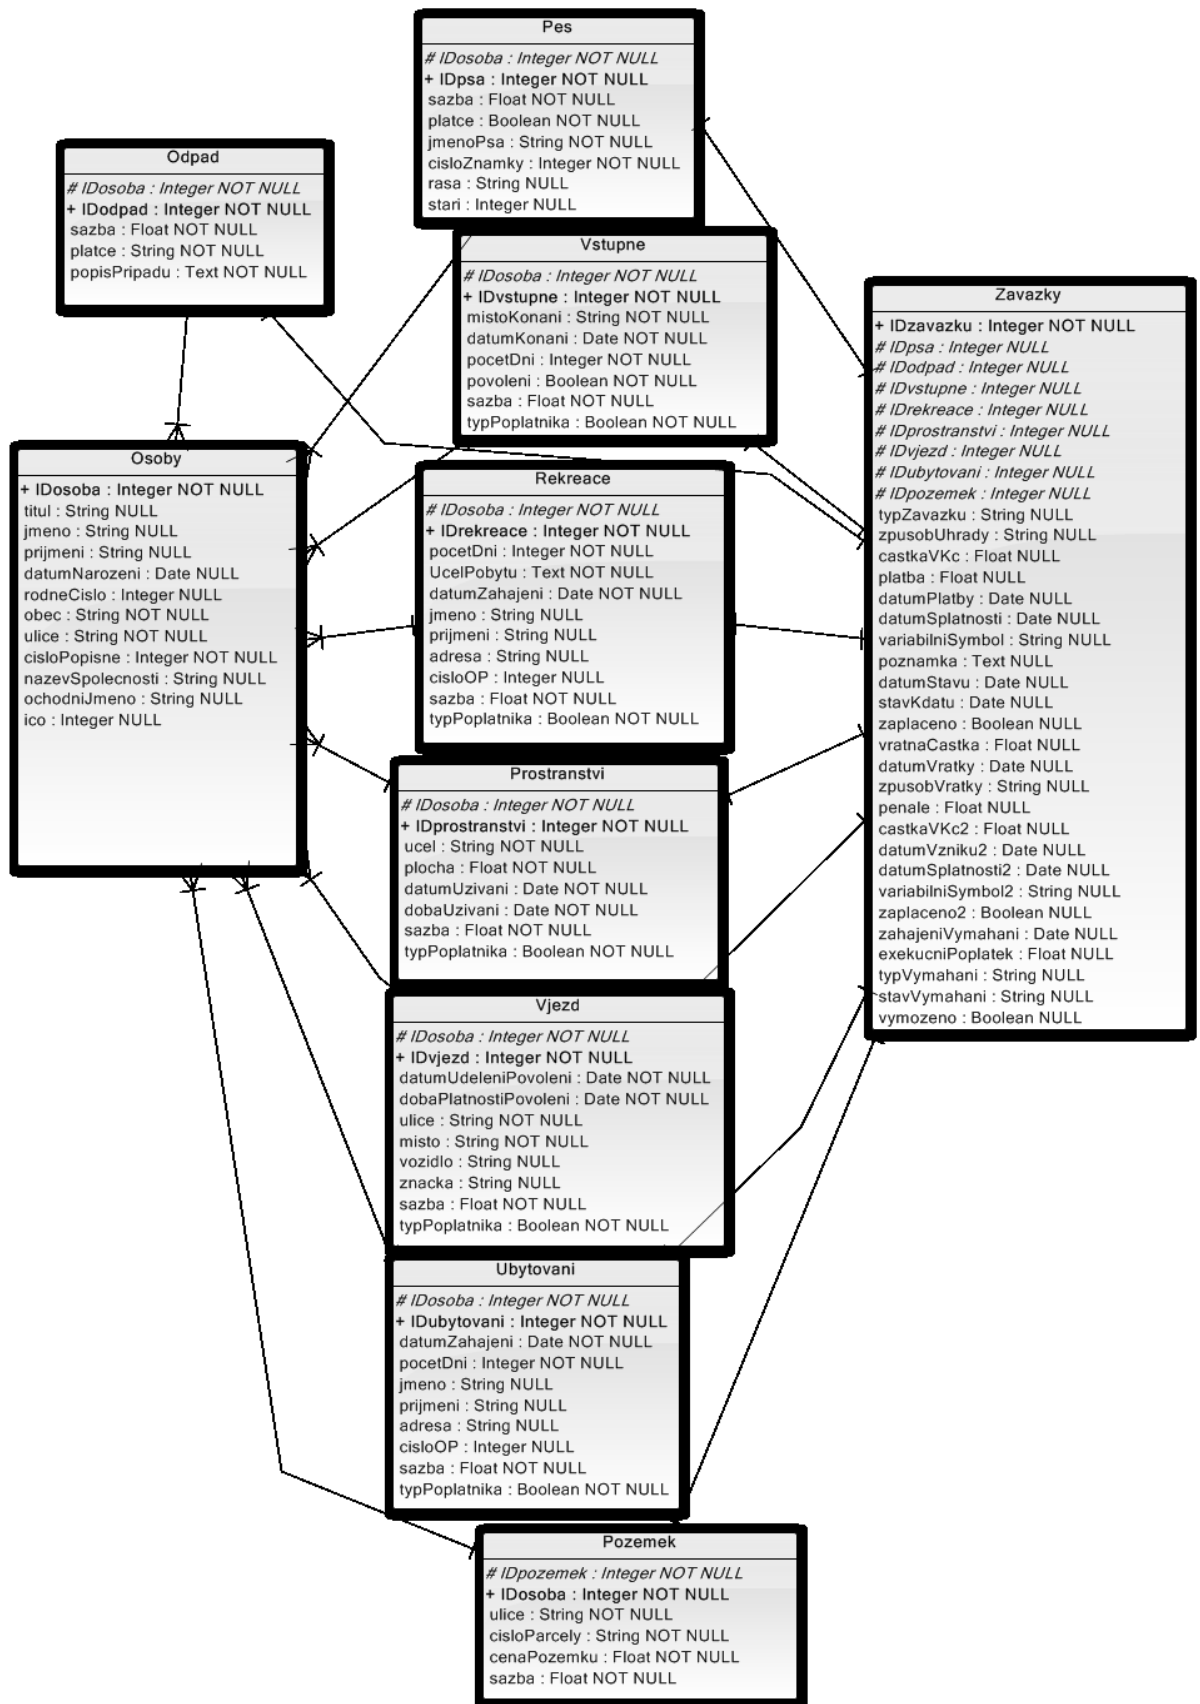 Pes
# IDosoba : Integer NOT NULL
+ IDpsa : Integer NOT NULL
sazba : Float NOT NULL
platce : Boolean NOT NULL
jmenoPsa : String NOT NULL
cisloZnamky : Integer NOT NULL
rasa : String NULL
stari : Integer NULL
Odpad
# IDosoba : Integer NOT NULL
+ IDodpad : Integer NOT NULL
sazba : Float NOT NULL
platce : String NOT NULL
popisPripadu : Text NOT NULL
Vstupne
# IDosoba : Integer NOT NULL
+ IDvstupne : Integer NOT NULL
mistoKonani : String NOT NULL
datumKonani : Date NOT NULL
pocetDni : Integer NOT NULL
povoleni : Boolean NOT NULL
sazba : Float NOT NULL
typPoplatnika : Boolean NOT NULL
Zavazky
+ IDzavazku : Integer NOT NULL
# IDpsa : Integer NULL
# IDodpad : Integer NULL
# IDvstupne : Integer NULL
# IDrekreace : Integer NULL
# IDprostranstvi : Integer NULL
# IDvjezd : Integer NULL
# IDubytovani : Integer NULL
# IDpozemek : Integer NULL
typZavazku : String NULL
zpusobUhrady : String NULL
castkaVKc : Float NULL
platba : Float NULL
datumPlatby : Date NULL
datumSplatnosti : Date NULL
variabilniSymbol : String NULL
poznamka : Text NULL
datumStavu : Date NULL
stavKdatu : Date NULL
zaplaceno : Boolean NULL
vratnaCastka : Float NULL
datumVratky : Date NULL
zpusobVratky : String NULL
penale : Float NULL
castkaVKc2 : Float NULL
datumVzniku2 : Date NULL
datumSplatnosti2 : Date NULL
variabilniSymbol2 : String NULL
zaplaceno2 : Boolean NULL
zahajeniVymahani : Date NULL
exekucniPoplatek : Float NULL
typVymahani : String NULL
stavVymahani : String NULL
vymozeno : Boolean NULL
Osoby
+ IDosoba : Integer NOT NULL
titul : String NULL
jmeno : String NULL
prijmeni : String NULL
datumNarozeni : Date NULL
rodneCislo : Integer NULL
obec : String NOT NULL
ulice : String NOT NULL
cisloPopisne : Integer NOT NULL
nazevSpolecnosti : String NULL
ochodniJmeno : String NULL
ico : Integer NULL
Rekreace
# IDosoba : Integer NOT NULL
+ IDrekreace : Integer NOT NULL
pocetDni : Integer NOT NULL
UcelPobytu : Text NOT NULL
datumZahajeni : Date NOT NULL
jmeno : String NULL
prijmeni : String NULL
adresa : String NULL
cisloOP : Integer NULL
sazba : Float NOT NULL
typPoplatnika : Boolean NOT NULL
Prostranstvi
# IDosoba : Integer NOT NULL
+ IDprostranstvi : Integer NOT NULL
ucel : String NOT NULL
plocha : Float NOT NULL
datumUzivani : Date NOT NULL
dobaUzivani : Date NOT NULL
sazba : Float NOT NULL
typPoplatnika : Boolean NOT NULL
Vjezd
# IDosoba : Integer NOT NULL
+ IDvjezd : Integer NOT NULL
datumUdeleniPovoleni : Date NOT NULL
dobaPlatnostiPovoleni : Date NOT NULL
ulice : String NOT NULL
misto : String NOT NULL
vozidlo : String NULL
znacka : String NULL
sazba : Float NOT NULL
typPoplatnika : Boolean NOT NULL
Ubytovani
# IDosoba : Integer NOT NULL
+ IDubytovani : Integer NOT NULL
datumZahajeni : Date NOT NULL
pocetDni : Integer NOT NULL
jmeno : String NULL
prijmeni : String NULL
adresa : String NULL
cisloOP : Integer NULL
sazba : Float NOT NULL
typPoplatnika : Boolean NOT NULL
Pozemek
# IDpozemek : Integer NOT NULL
+ IDosoba : Integer NOT NULL
ulice : String NOT NULL
cisloParcely : String NOT NULL
cenaPozemku : Float NOT NULL
sazba : Float NOT NULL